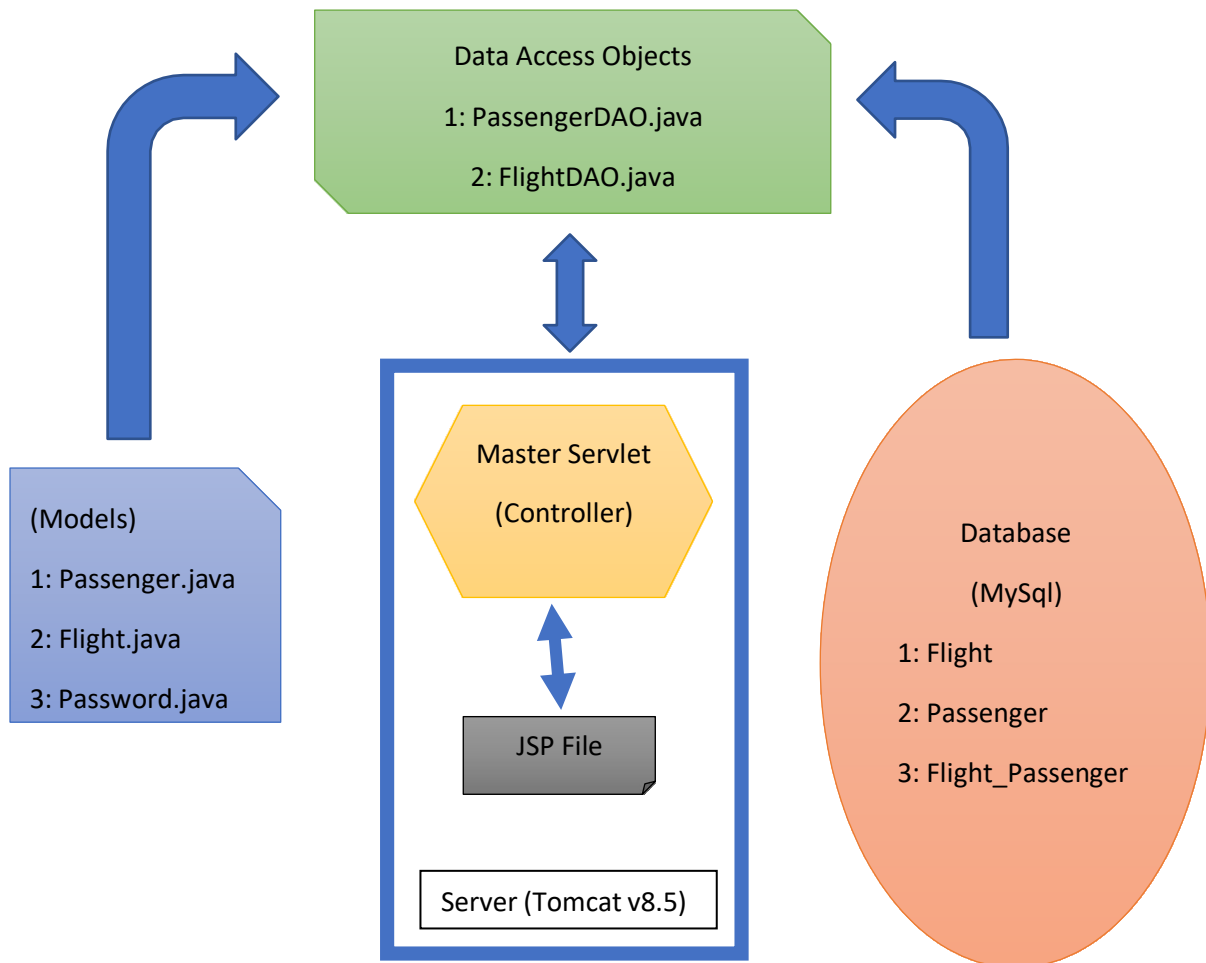 Data Access Objects
1: PassengerDAO.java
2: FlightDAO.java
(Models)
1: Passenger.java
2: Flight.java
3: Password.java
Master Servlet
(Controller)
JSP File
Server (Tomcat v8.5)
Database
(MySql)
1: Flight
2: Passenger
3: Flight_Passenger